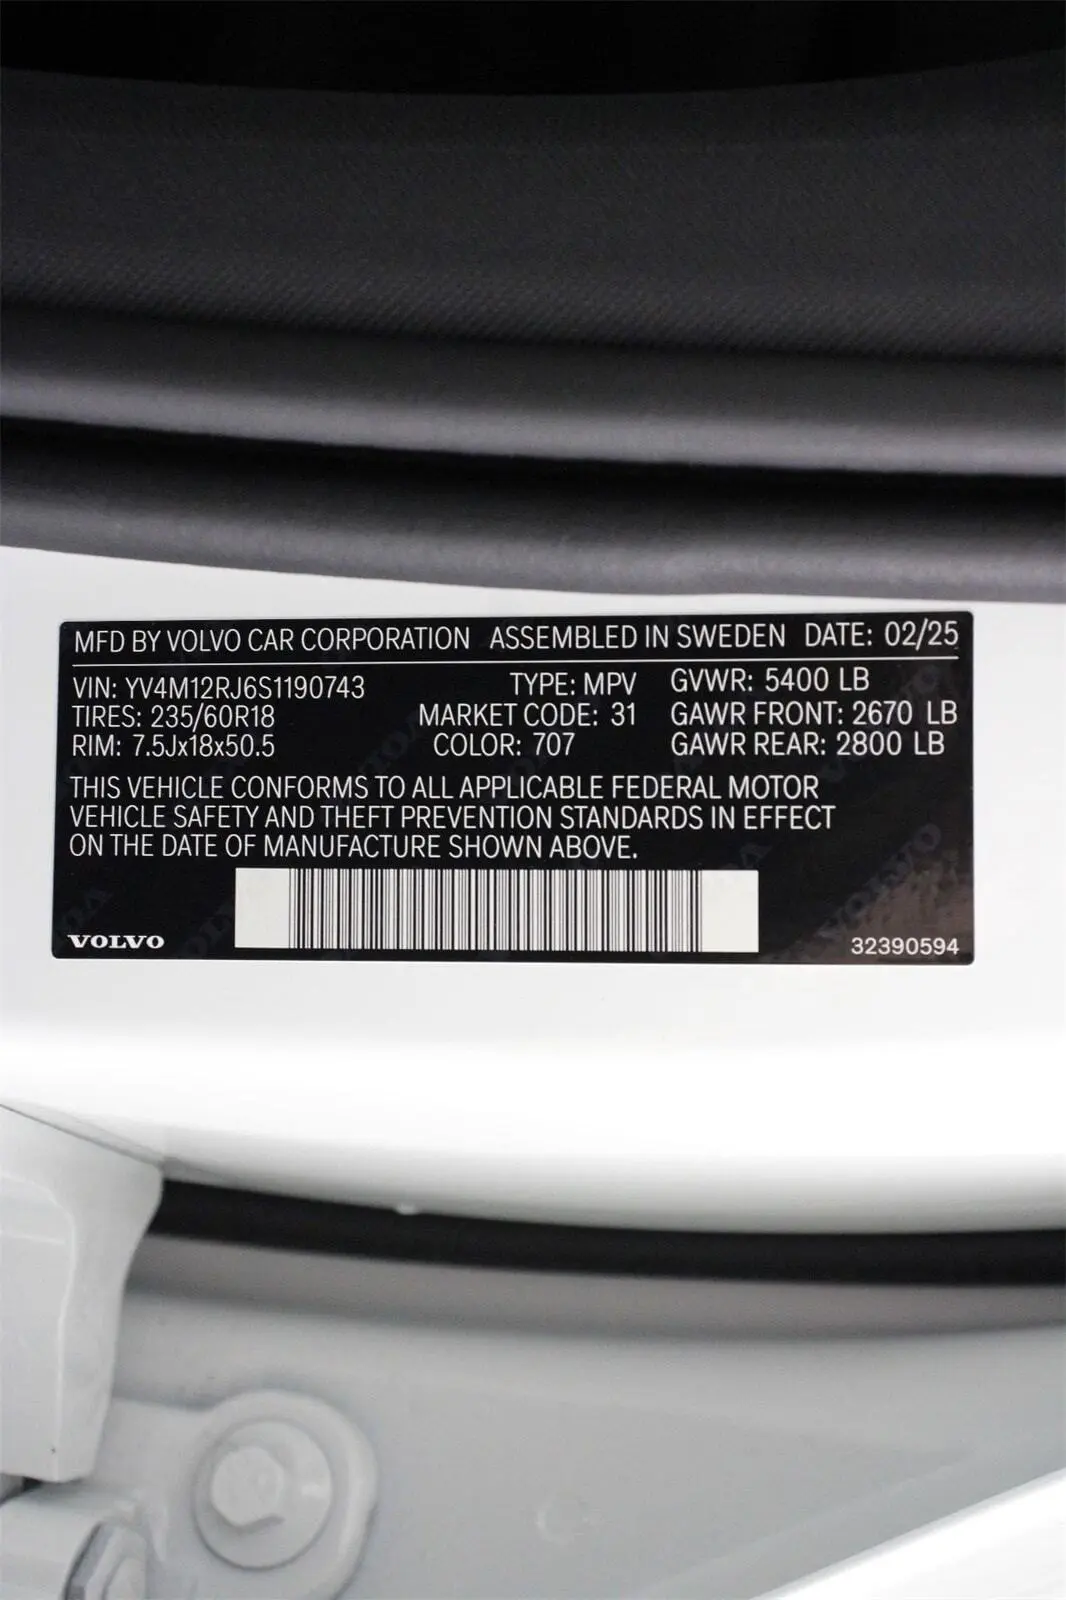 MFD BY VOLVO CAR CORPORATION ASSEMBLED IN SWEDEN DATE: 02/25
VIN: YV4M12RJ6S1190743 TYPE: MPV GVWR: 5400 LB
TIRES: 235/60R18 MARKET CODE: 31 GAWR FRONT: 2670 LB
RIM: 7.5Jx18x50.5 COLOR: 707 GAWR REAR: 2800 LB
THIS VEHICLE CONFORMS TO ALL APPLICABLE FEDERAL MOTOR
VEHICLE SAFETY AND THEFT PREVENTION STANDARDS IN EFFECT
ON THE DATE OF MANUFACTURE SHOWN ABOVE.
VOLVO 32390594